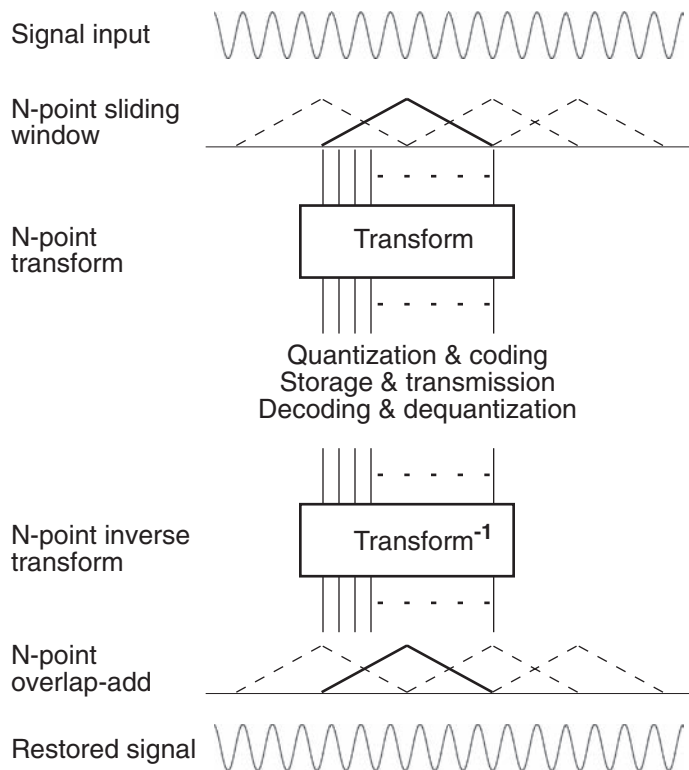 Signal input
N-point sliding
window
N-point
transform
Transform
Quantization & coding
Storage & transmission
Decoding & dequantization
N-point inverse
transform
Transform-1
N-point
overlap-add
Restored signal